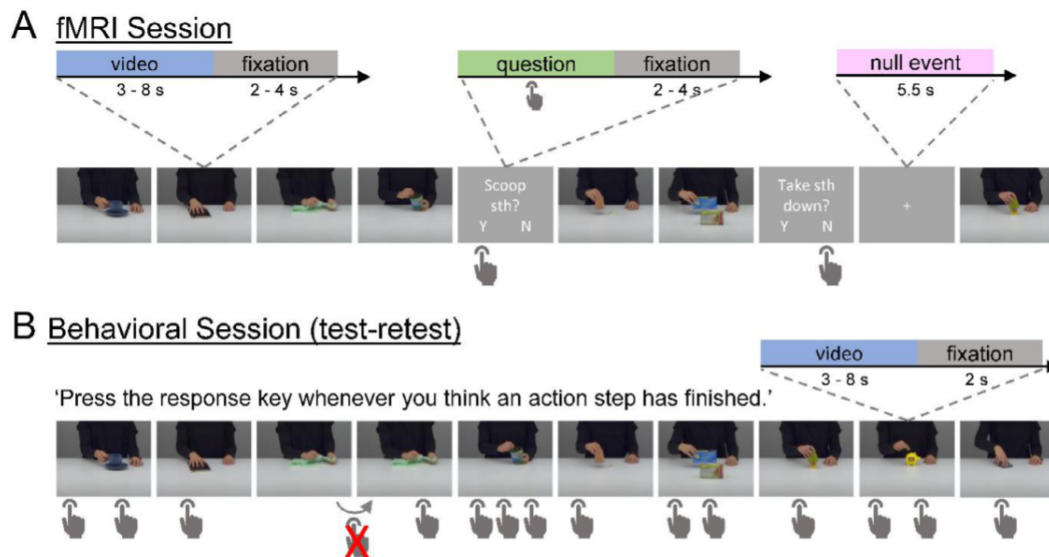 A fMRI Session
video fixation
3 - 8 s 2 - 4 s
question fixation
2 - 4 s
null event
5.5 s
Scoop
sth?
Y N
Take sth
down?
Y N
+
B Behavioral Session (test-retest)
video fixation
3 - 8 s 2 s
'Press the response key whenever you think an action step has finished.'
X